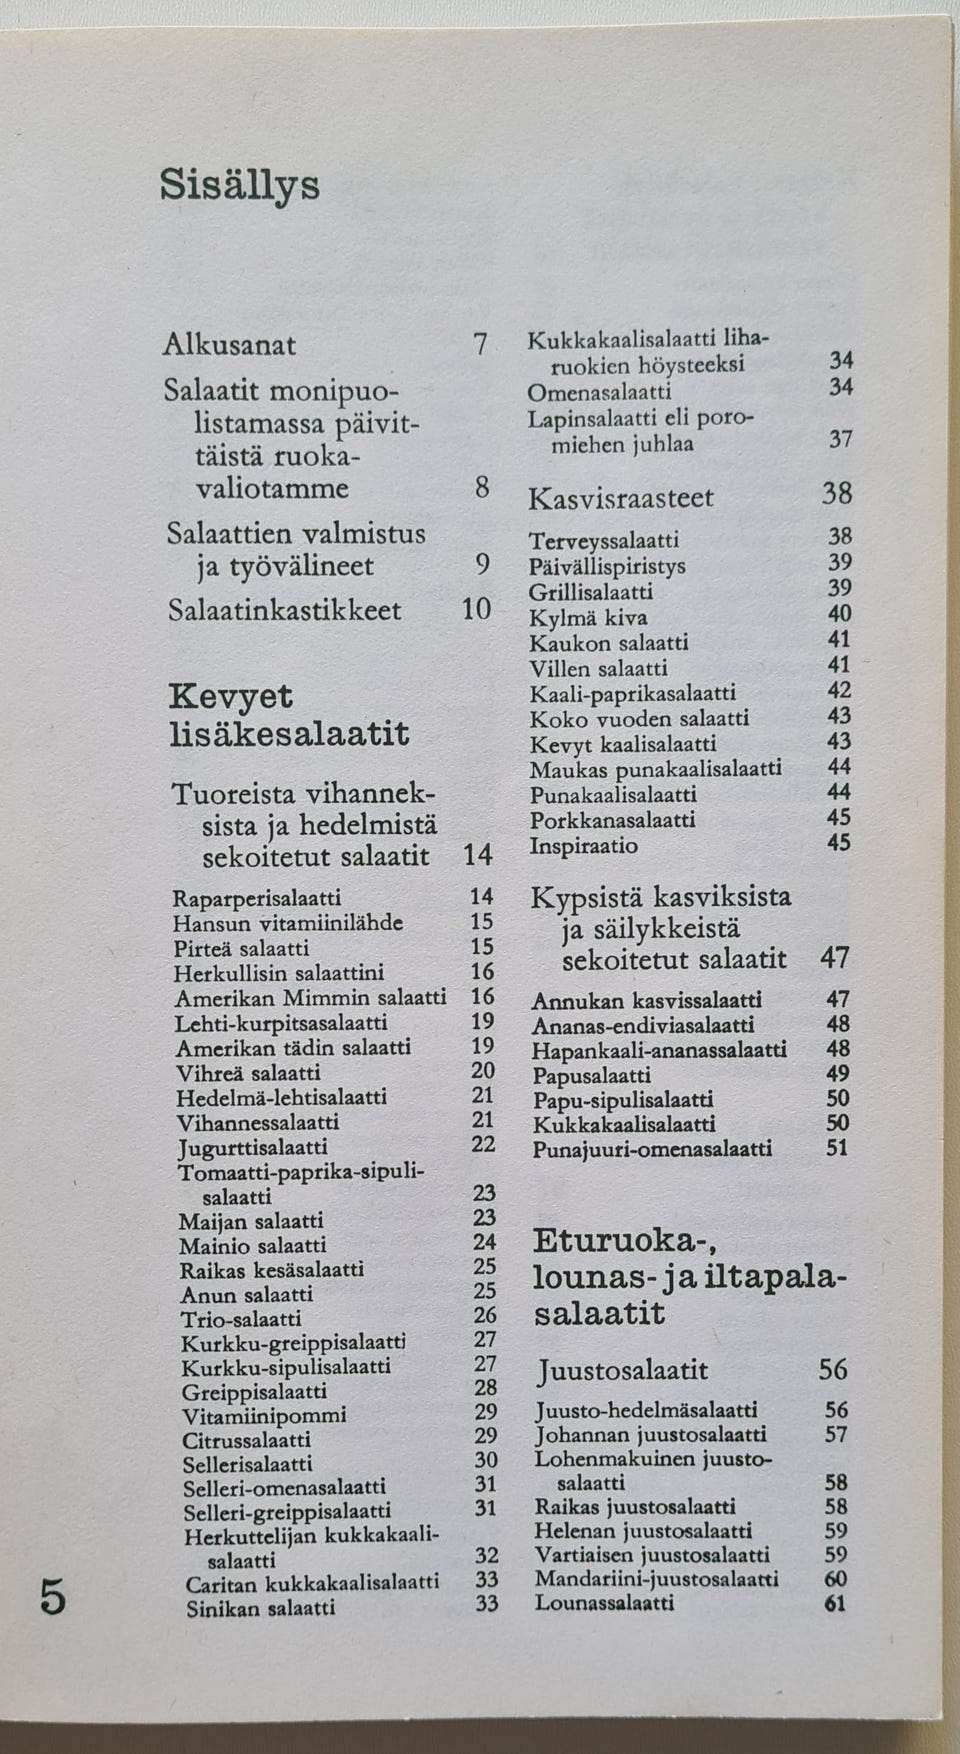 Sisällys
Alkusanat 7
Salaatit monipuo-
listamassa päivit-
täistä ruoka-
valiotamme 8
Salaattien valmistus
ja työvälineet 9
Salaatinkastikkeet 10
Kevyet
lisäkesalaatit
Tuoreista vihannek-
sista ja hedelmistä
sekoitetut salaatit 14
Raparperisalaatti 14
Hansun vitamiinilähde 15
Pirteä salaatti 15
Herkullisin salaattini 16
Amerikan Mimmin salaatti 16
Lehti-kurpitsasalaatti 19
Amerikan tädin salaatti 19
Vihreä salaatti 20
Hedelmä-lehtisalaatti 21
Vihannessalaatti 21
Jugurttisalaatti 22
Tomaatti-paprika-sipuli-
salaatti 23
Maijan salaatti 23
Mainio salaatti 24
Raikas kesäsalaatti 25
Anun salaatti 25
Trio-salaatti 26
Kurkku-greippisalaatti 27
Kurkku-sipulisalaatti 27
Greippisalaatti 28
Vitamiinipommi 29
Citrussalaatti 29
Sellerisalaatti 30
Selleri-omenasalaatti 31
Selleri-greippisalaatti 31
Herkuttelijan kukkakaali-
salaatti 32
Caritan kukkakaalisalaatti 33
Sinikan salaatti 33
Kukkakaalisalaatti liha-
ruokien höysteeksi 34
Omenasalaatti 34
Lapinsalaatti eli poro-
miehen juhlaa 37
Kasvisraasteet 38
Terveyssalaatti 38
Päivällispiristys 39
Grillisalaatti 39
Kylmä kiva 40
Kaukon salaatti 41
Villen salaatti 41
Kaali-paprikasalaatti 42
Koko vuoden salaatti 43
Kevyt kaalisalaatti 43
Maukas punakaalisalaatti 44
Punakaalisalaatti 44
Porkkanasalaatti 45
Inspiraatio 45
Kypsistä kasviksista
ja säilykkeistä
sekoitetut salaatit 47
Annukan kasvissalaatti 47
Ananas-endiviasalaatti 48
Hapankaali-ananassalaatti 48
Papusalaatti 49
Papu-sipulisalaatti 50
Kukkakaalisalaatti 50
Punajuuri-omenasalaatti 51
Eturuoka-,
lounas- ja iltapala-
salaatit
Juustosalaatit 56
Juusto-hedelmäsalaatti 56
Johannan juustosalaatti 57
Lohenmakuinen juusto-
salaatti 58
Raikas juustosalaatti 58
Helenan juustosalaatti 59
Vartiaisen juustosalaatti 59
Mandariini-juustosalaatti 60
Lounassalaatti 61
5